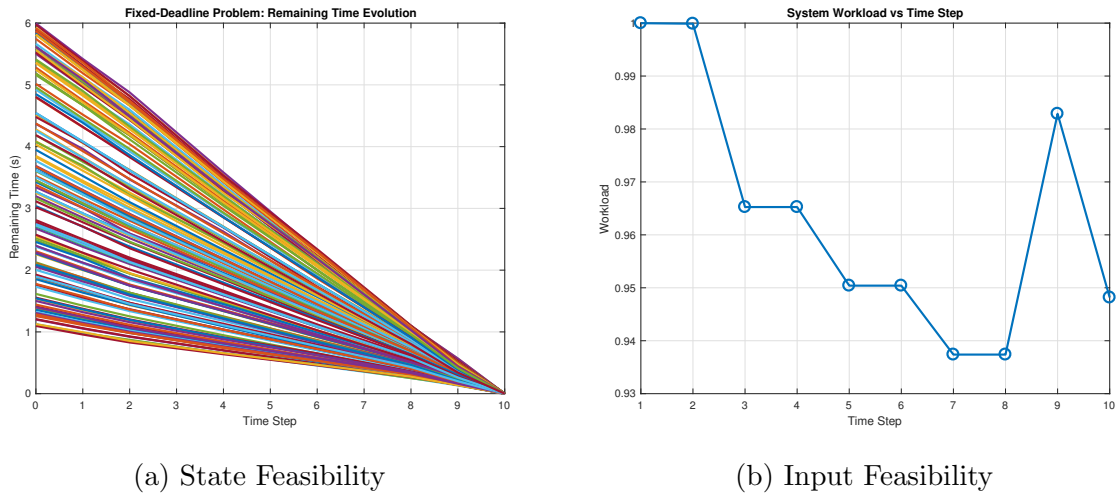 Fixed-Deadline Problem: Remaining Time Evolution
6
5
4
3
2
1
0
Remaining Time (s)
0 1 2 3 4 5 6 7 8 9 10
Time Step
(a) State Feasibility
System Workload vs Time Step
1
0.99
0.98
0.97
0.96
0.95
0.94
0.93
Workload
1 2 3 4 5 6 7 8 9 10
Time Step
(b) Input Feasibility